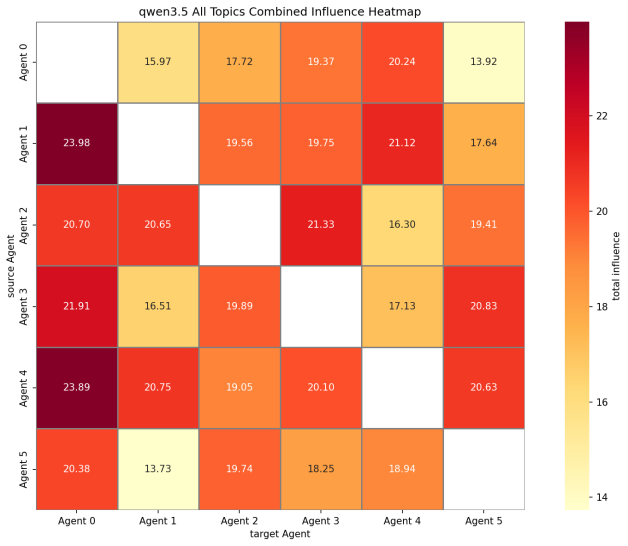 qwen3.5 All Topics Combined Influence Heatmap
Agent 0 15.97 17.72 19.37 20.24 13.92
Agent 1 23.98 19.56 19.75 21.12 17.64
Agent 2 20.70 20.65 21.33 16.30 19.41
Agent 3 21.91 16.51 19.89 17.13 20.83
Agent 4 23.89 20.75 19.05 20.10 20.63
Agent 5 20.38 13.73 19.74 18.25 18.94
source Agent
Agent 0 Agent 1 Agent 2 Agent 3 Agent 4 Agent 5
target Agent
22
20
18
16
14
total influence